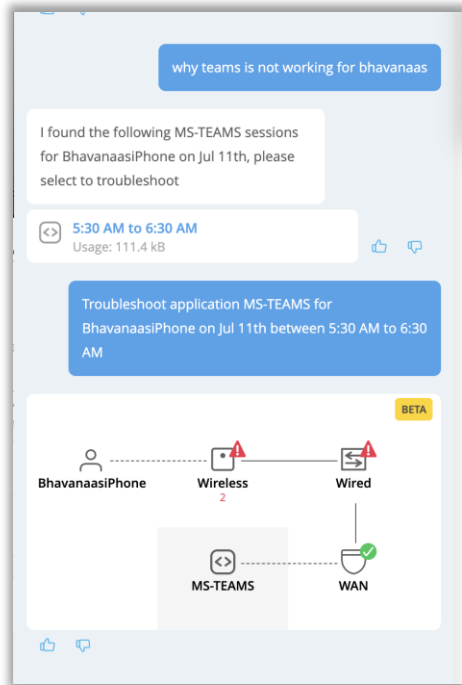 why teams is not working for bhavanaas
I found the following MS-TEAMS sessions
for BhavanaasiPhone on Jul 11th, please
select to troubleshoot
5:30 AM to 6:30 AM
Usage: 111.4 kB
Troubleshoot application MS-TEAMS for
BhavanaasiPhone on Jul 11th between 5:30 AM to 6:30
AM
BETA
BhavanaasiPhone
Wireless
Wired
2
MS-TEAMS
WAN